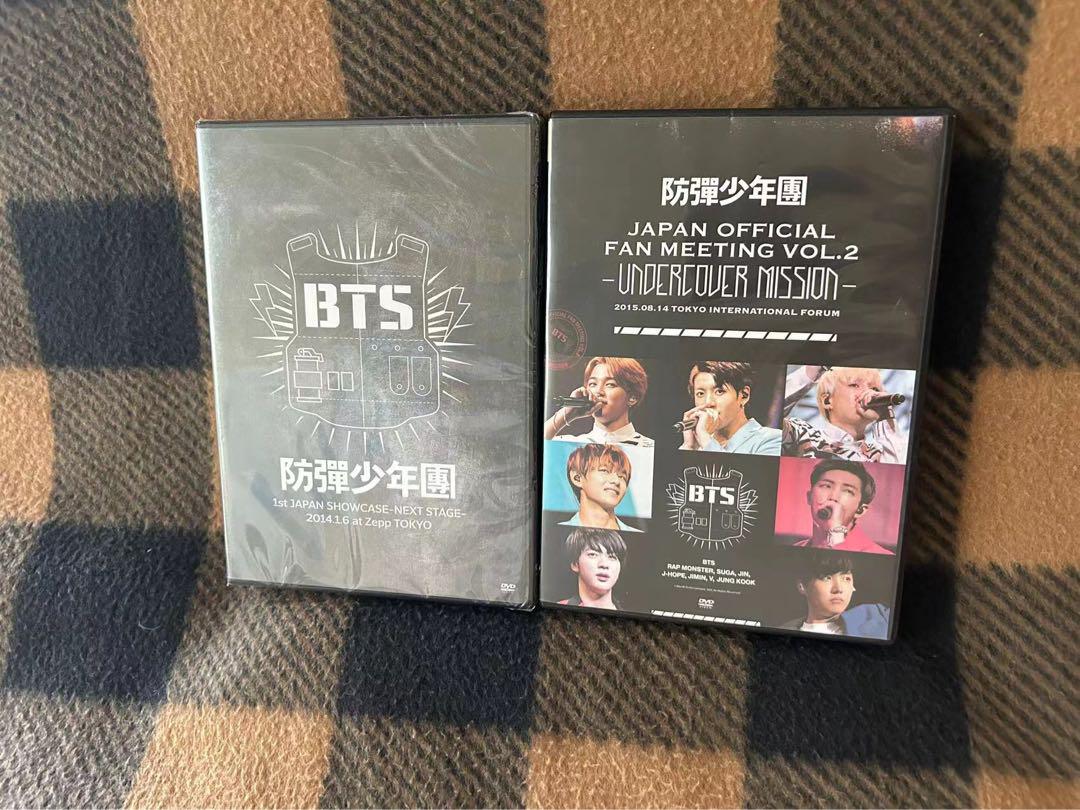 BTS
防彈少年團
1st JAPAN SHOWCASE-NEXT STAGE-
2014.1.6 at Zepp TOKYO
DVD
防彈少年團
JAPAN OFFICIAL
FAN MEETING VOL.2
-UNDERCOVER MISSION-
2015.08.14 TOKYO INTERNATIONAL FORUM
BTS
BTS
BTS
RAP MONSTER, SUGA, JIN,
J-HOPE, JIMIN, V, JUNG KOOK
DVD
VIDEO